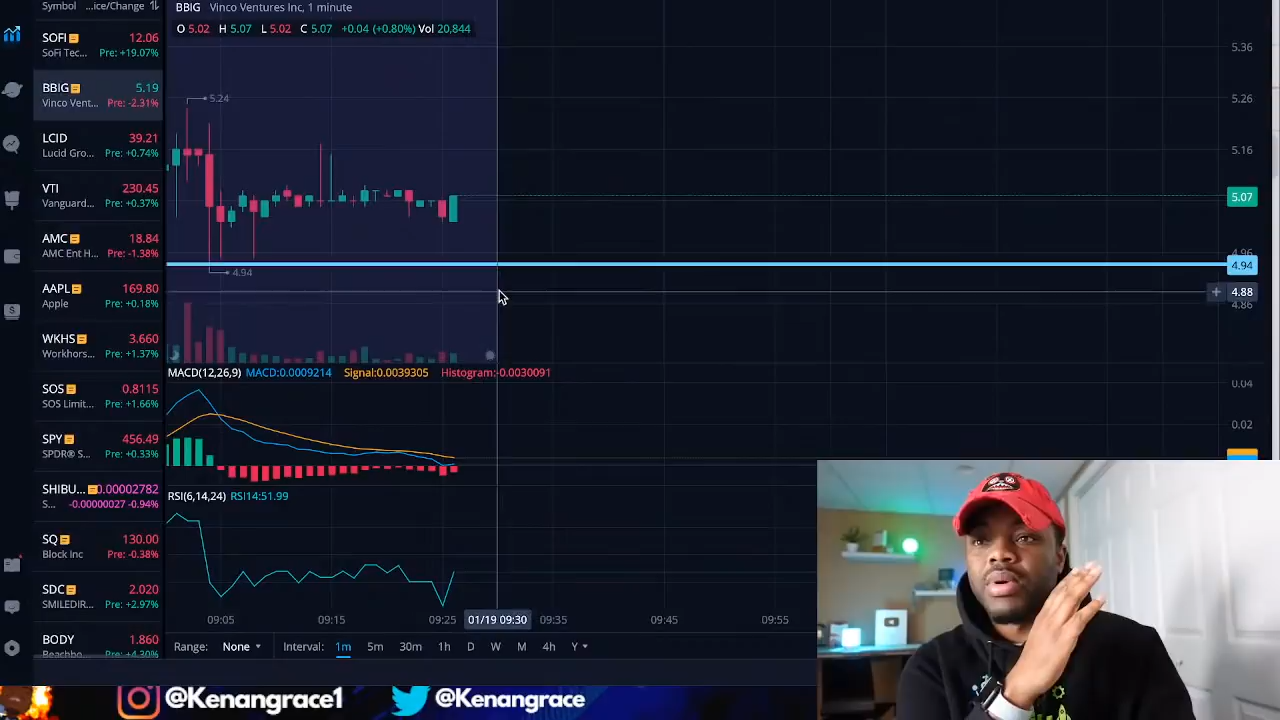 Symbol ...ice/Change
SOFI 12.06
SoFi Tec... Pre: +19.07%
BBIG 5.19
Vinco Vent... Pre: -2.31%
LCID 39.21
Lucid Gro... Pre: +0.74%
VTI 230.45
Vanguard... Pre: +0.37%
AMC 18.84
AMC Ent H... Pre: -1.38%
AAPL 169.80
Apple Pre: +0.18%
WKHS 3.660
Workhors... Pre: +1.37%
SOS 0.8115
SOS Limit... Pre: +1.66%
SPY 456.49
SPDR® S... Pre: +0.33%
SHIBU... 0.00002782
S... -0.00000027 -0.94%
SQ 130.00
Block Inc Pre: -0.38%
SDC 2.020
SMILEDIR... Pre: +2.97%
BODY 1.860
Beachbo... Pre: +4.30%
BBIG Vinco Ventures Inc, 1 minute
O 5.02 H 5.07 L 5.02 C 5.07 +0.04 (+0.80%) Vol 20,844
5.24
4.94
5.36
5.26
5.16
5.07
4.96
4.94
4.88
4.86
MACD(12,26,9) MACD:0.0009214 Signal:0.0039305 Histogram:-0.0030091
0.04
0.02
RSI(6,14,24) RSI14:51.99
09:05 09:15 09:25 01/19 09:30 09:35 09:45 09:55
Range: None Interval: 1m 5m 30m 1h D W M 4h Y
@Kenangrace1 @Kenangrace